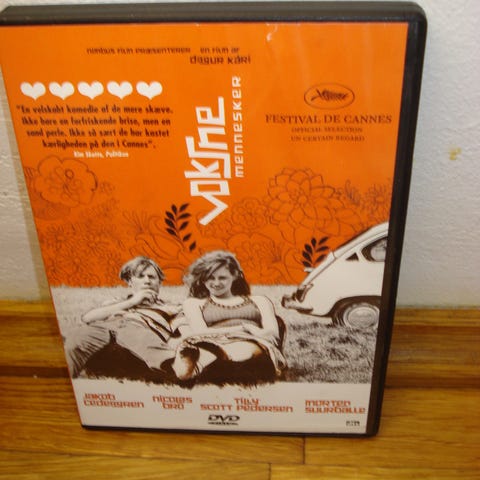 NIMBUS FILM PRÆSENTERER EN FILM AF
DAGUR KÁRI
"En velskabt komedie af de mere skæve.
Ikke bare en forfriskende brise, men en
sand perle. Ikke så sært de har kastet
kærligheden på den i Cannes".
Kim Skotte, Politiken
VOKSNE
MENNESKER
FESTIVAL DE CANNES
OFFICIAL SELECTION
UN CERTAIN REGARD
JAKOB NICOLAS TILLY MORTEN
CEDERGREN BRO SCOTT PEDERSEN SUURBALLE
DVD